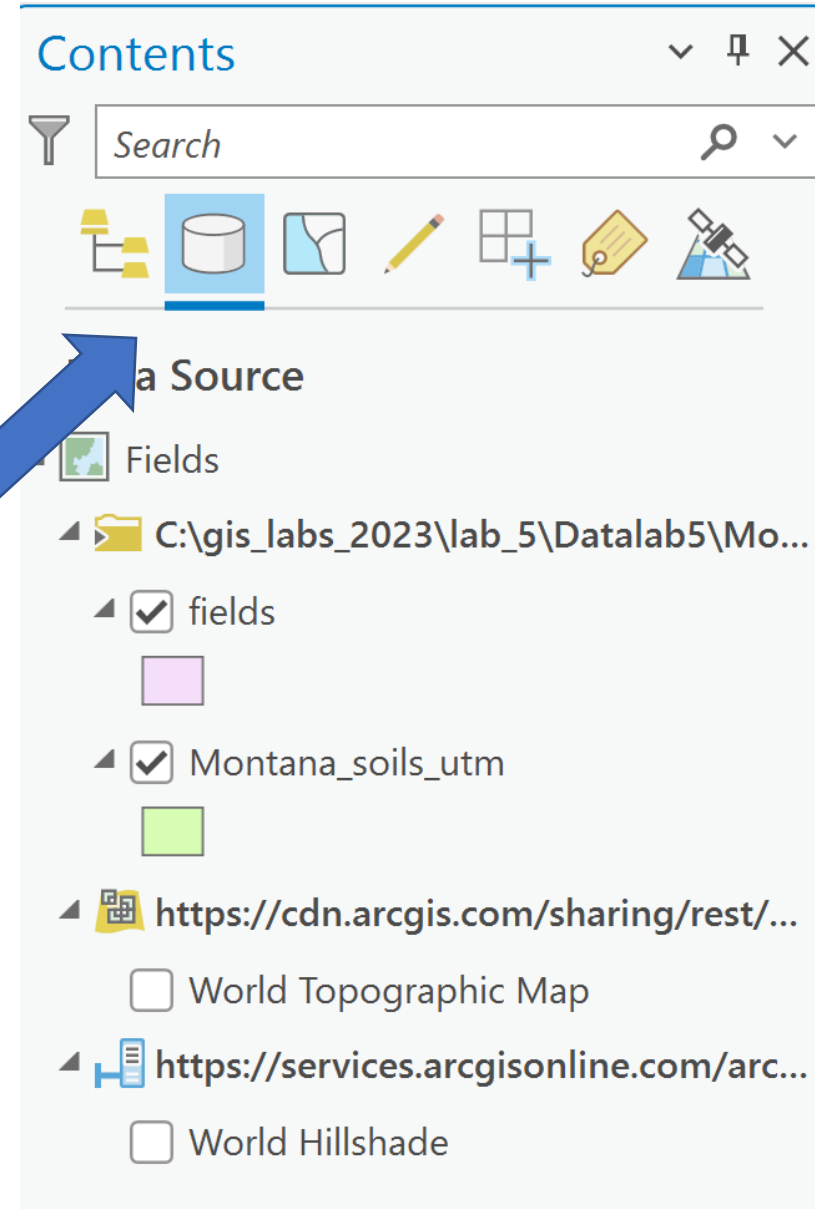 Contents
Search
a Source
Fields
C:\gis_labs_2023\lab_5\Datalab5\Mo...
fields
Montana_soils_utm
https://cdn.arcgis.com/sharing/rest/...
World Topographic Map
https://services.arcgisonline.com/arc...
World Hillshade